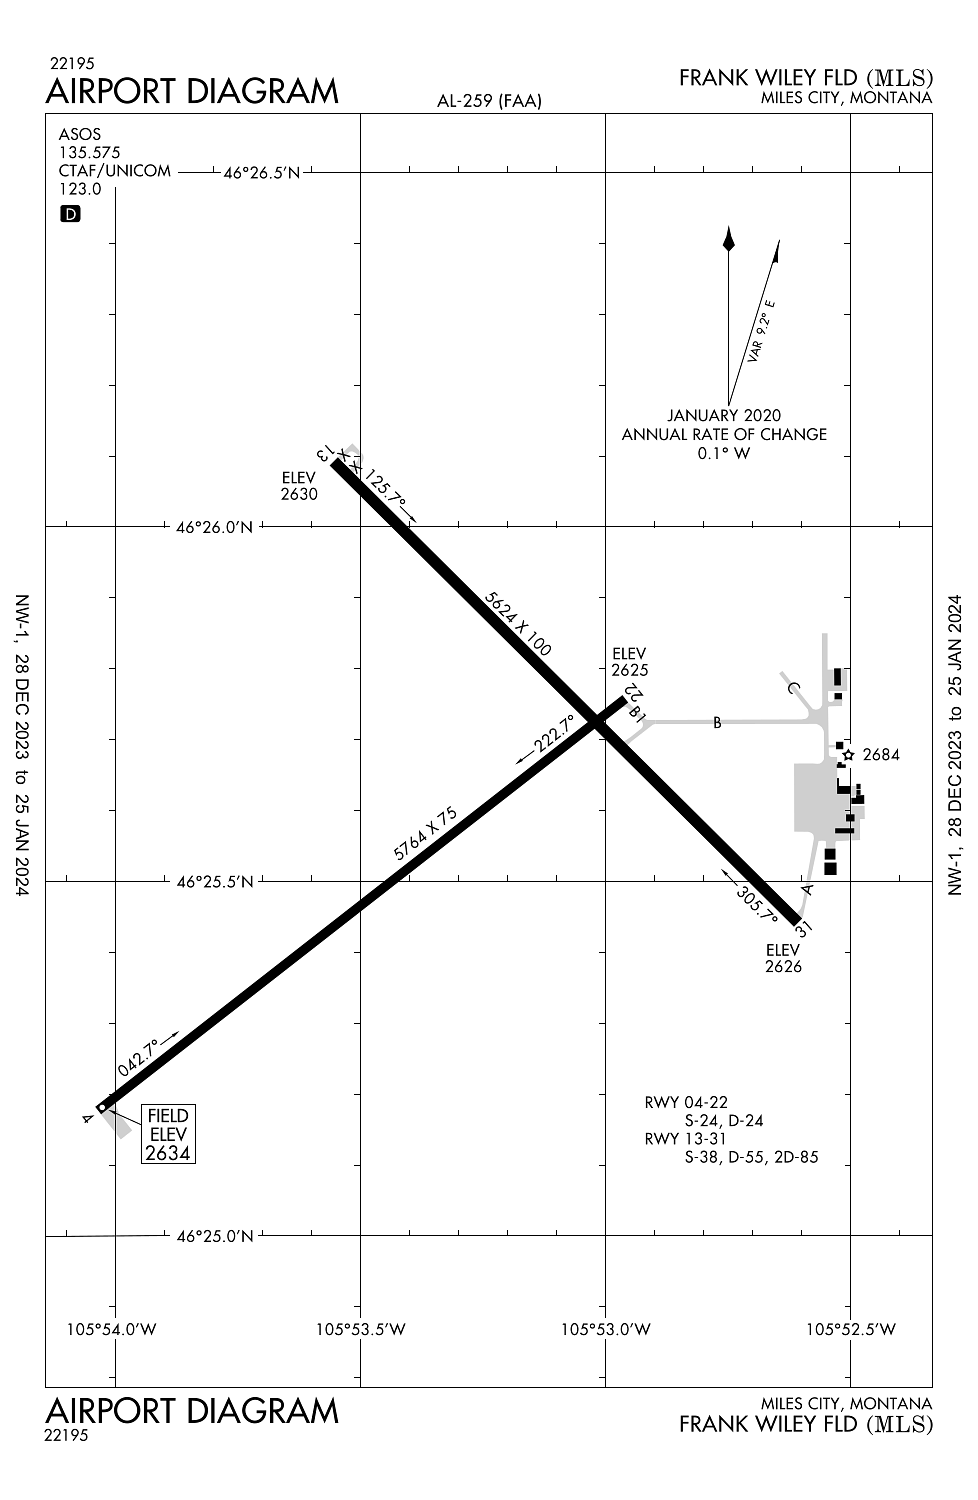 22195
AIRPORT DIAGRAM
AL-259 (FAA)
FRANK WILEY FLD (MLS)
MILES CITY, MONTANA
ASOS
135.575
CTAF/UNICOM
123.0
D
46°26.5'N
VAR 9.2° E
JANUARY 2020
ANNUAL RATE OF CHANGE
0.1° W
13
X X
125.7°
ELEV
2630
46°26.0'N
5624 X 100
ELEV
2625
22
B1
B
C
222.7°
2684
5764 X 75
46°25.5'N
A
305.7°
31
ELEV
2626
042.7°
4
FIELD
ELEV
2634
RWY 04-22
S-24, D-24
RWY 13-31
S-38, D-55, 2D-85
46°25.0'N
105°54.0'W
105°53.5'W
105°53.0'W
105°52.5'W
NW-1, 28 DEC 2023 to 25 JAN 2024
NW-1, 28 DEC 2023 to 25 JAN 2024
AIRPORT DIAGRAM
22195
MILES CITY, MONTANA
FRANK WILEY FLD (MLS)